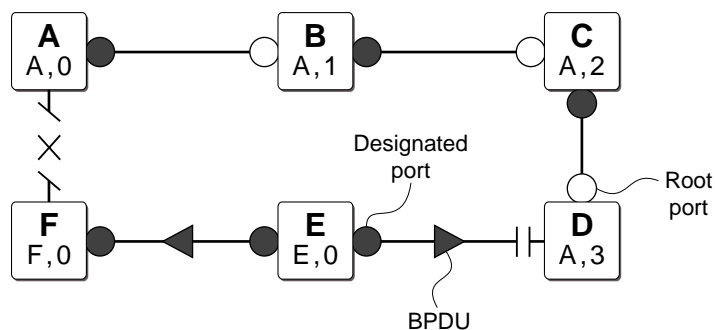 A
A,0
B
A,1
C
A,2
Designated
port
Root
port
F
F,0
E
E,0
D
A,3
BPDU